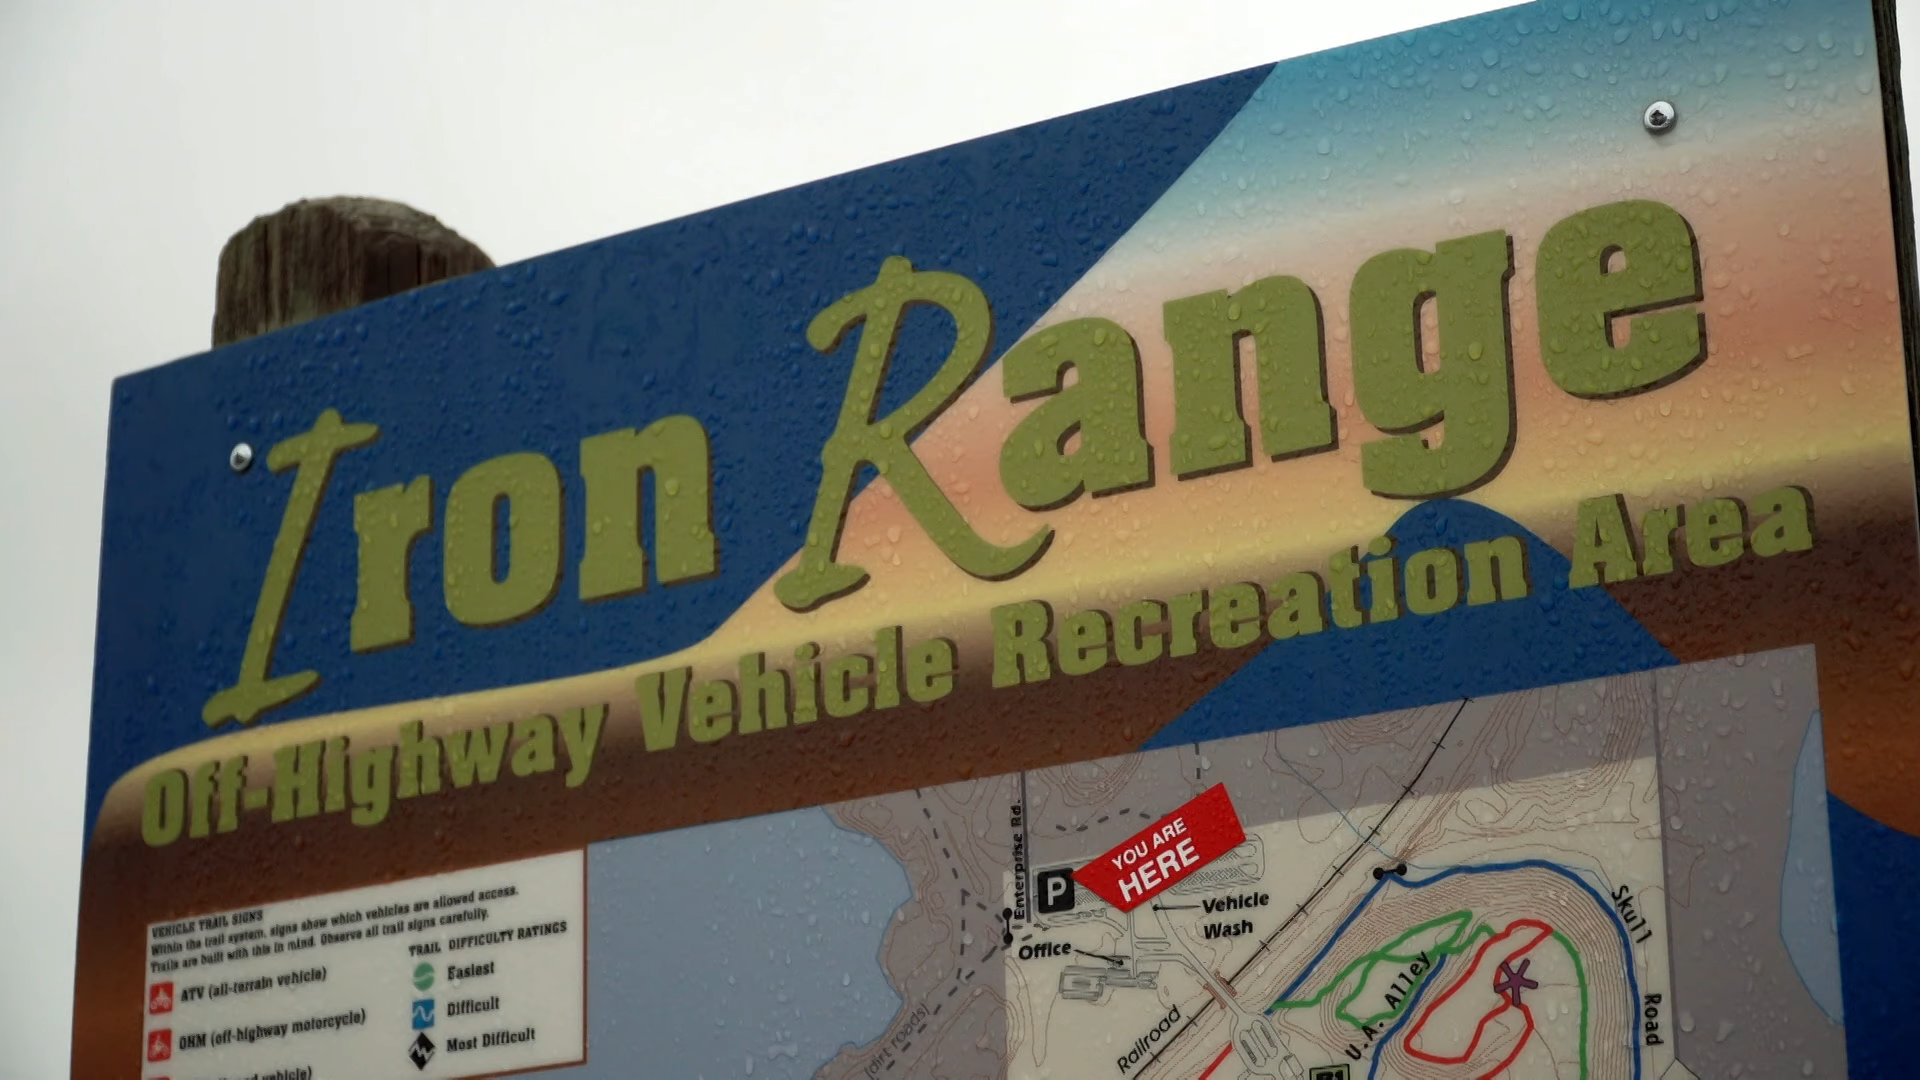 Iron Range
Off-Highway Vehicle Recreation Area
VEHICLE TRAIL SIGNS
Within the trail system, signs show which vehicles are allowed access.
Trails are built with this in mind. Observe all trail signs carefully.
ATV (all-terrain vehicle)
OHM (off-highway motorcycle)
vehicle)
TRAIL DIFFICULTY RATINGS
Easiest
Difficult
Most Difficult
Enterprise Rd.
P
YOU ARE
HERE
Vehicle
Wash
Office
(dirt roads)
Railroad
U.A. Alley
Skull
Road